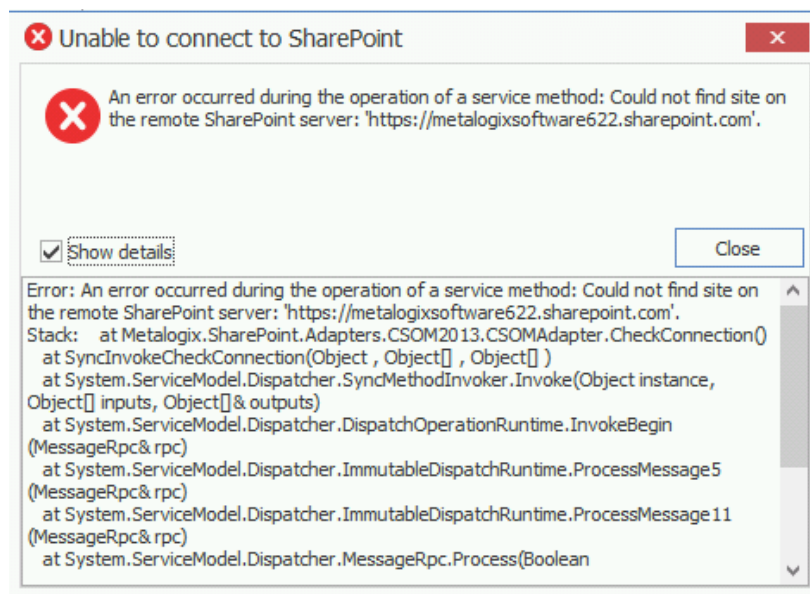 Unable to connect to SharePoint
An error occurred during the operation of a service method: Could not find site on
the remote SharePoint server: 'https://metalogixsoftware622.sharepoint.com'.
Show details
Close
Error: An error occurred during the operation of a service method: Could not find site on
the remote SharePoint server: 'https://metalogixsoftware622.sharepoint.com'.
Stack:    at Metalogix.SharePoint.Adapters.CSOM2013.CSOMAdapter.CheckConnection()
at SyncInvokeCheckConnection(Object , Object[] , Object[] )
at System.ServiceModel.Dispatcher.SyncMethodInvoker.Invoke(Object instance,
Object[] inputs, Object[]& outputs)
at System.ServiceModel.Dispatcher.DispatchOperationRuntime.InvokeBegin
(MessageRpc& rpc)
at System.ServiceModel.Dispatcher.ImmutableDispatchRuntime.ProcessMessage5
(MessageRpc& rpc)
at System.ServiceModel.Dispatcher.ImmutableDispatchRuntime.ProcessMessage11
(MessageRpc& rpc)
at System.ServiceModel.Dispatcher.MessageRpc.Process(Boolean